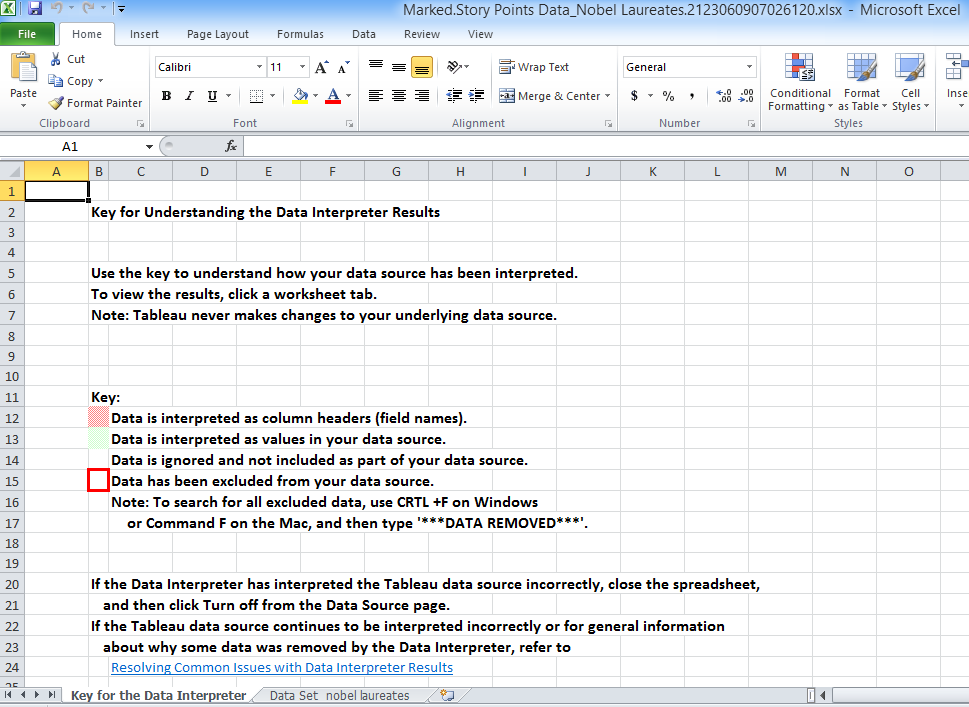 Marked.Story Points Data_Nobel Laureates.2123060907026120.xlsx - Microsoft Excel
File Home Insert Page Layout Formulas Data Review View
Cut
Copy
Format Painter
Paste
Clipboard
Calibri 11
B I U
Font
Wrap Text
Merge & Center
Alignment
General
$ % ,
Number
Conditional Formatting
Format as Table
Cell Styles
Styles
Inse
A1 fx
A B C D E F G H I J K L M N O
1
2 Key for Understanding the Data Interpreter Results
3
4
5 Use the key to understand how your data source has been interpreted.
6 To view the results, click a worksheet tab.
7 Note: Tableau never makes changes to your underlying data source.
8
9
10
11 Key:
12 Data is interpreted as column headers (field names).
13 Data is interpreted as values in your data source.
14 Data is ignored and not included as part of your data source.
15 Data has been excluded from your data source.
16 Note: To search for all excluded data, use CRTL +F on Windows
17 or Command F on the Mac, and then type '***DATA REMOVED***'.
18
19
20 If the Data Interpreter has interpreted the Tableau data source incorrectly, close the spreadsheet,
21 and then click Turn off from the Data Source page.
22 If the Tableau data source continues to be interpreted incorrectly or for general information
23 about why some data was removed by the Data Interpreter, refer to
24 Resolving Common Issues with Data Interpreter Results
25
Key for the Data Interpreter Data Set nobel laureates